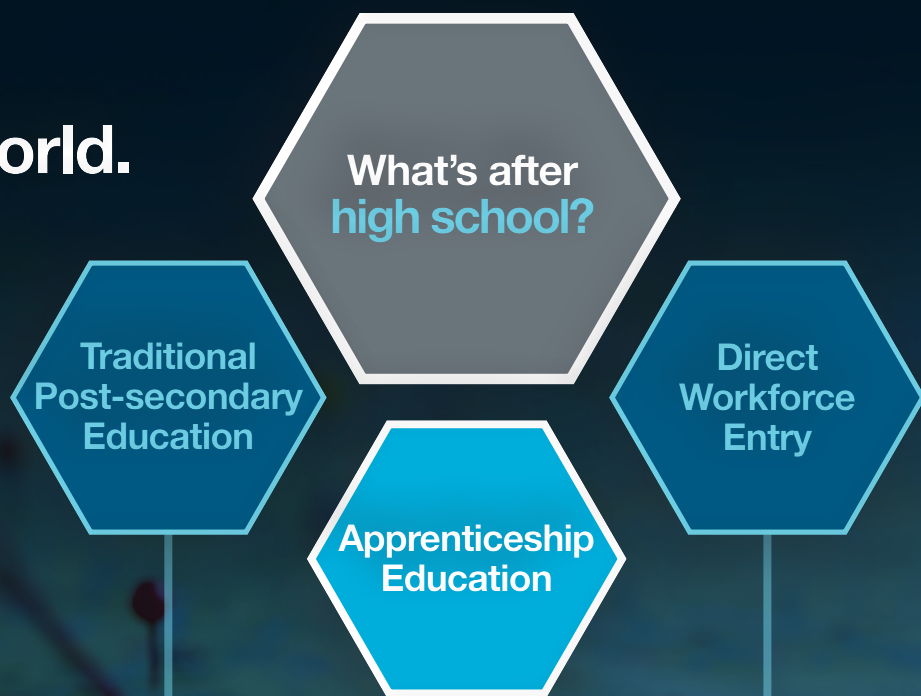 orld.
What's after
high school?
Traditional
Post-secondary
Education
Direct
Workforce
Entry
Apprenticeship
Education